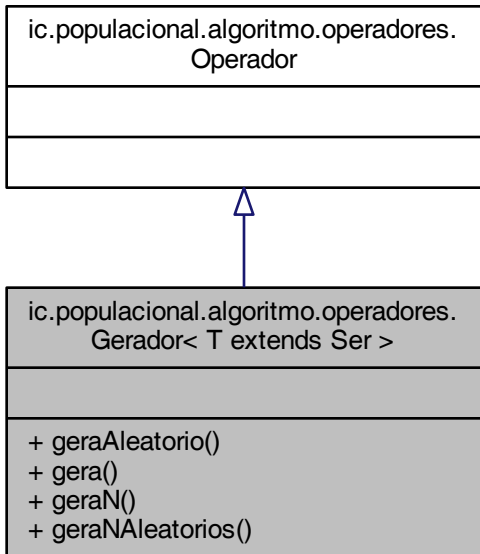 ic.populacional.algoritmo.operadores.
Operador
ic.populacional.algoritmo.operadores.
Gerador< T extends Ser >
+ geraAleatorio()
+ gera()
+ geraN()
+ geraNAleatorios()